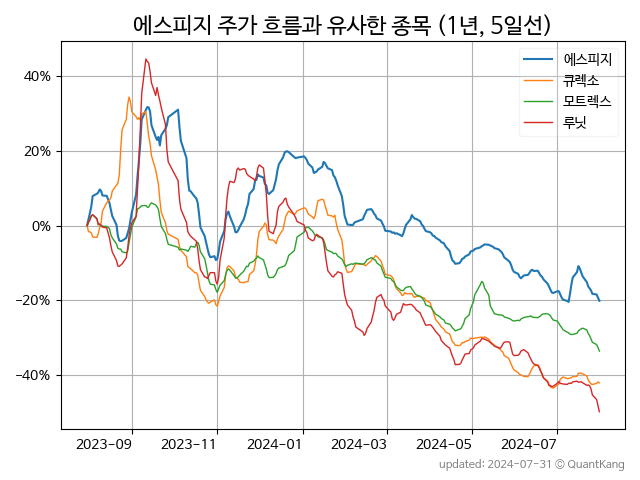 에스피지 주가 흐름과 유사한 종목 (1년, 5일선)
에스피지
큐렉소
모트렉스
루닛
40%
20%
0%
−20%
−40%
2023-09
2023-11
2024-01
2024-03
2024-05
2024-07
updated: 2024-07-31 © QuantKang